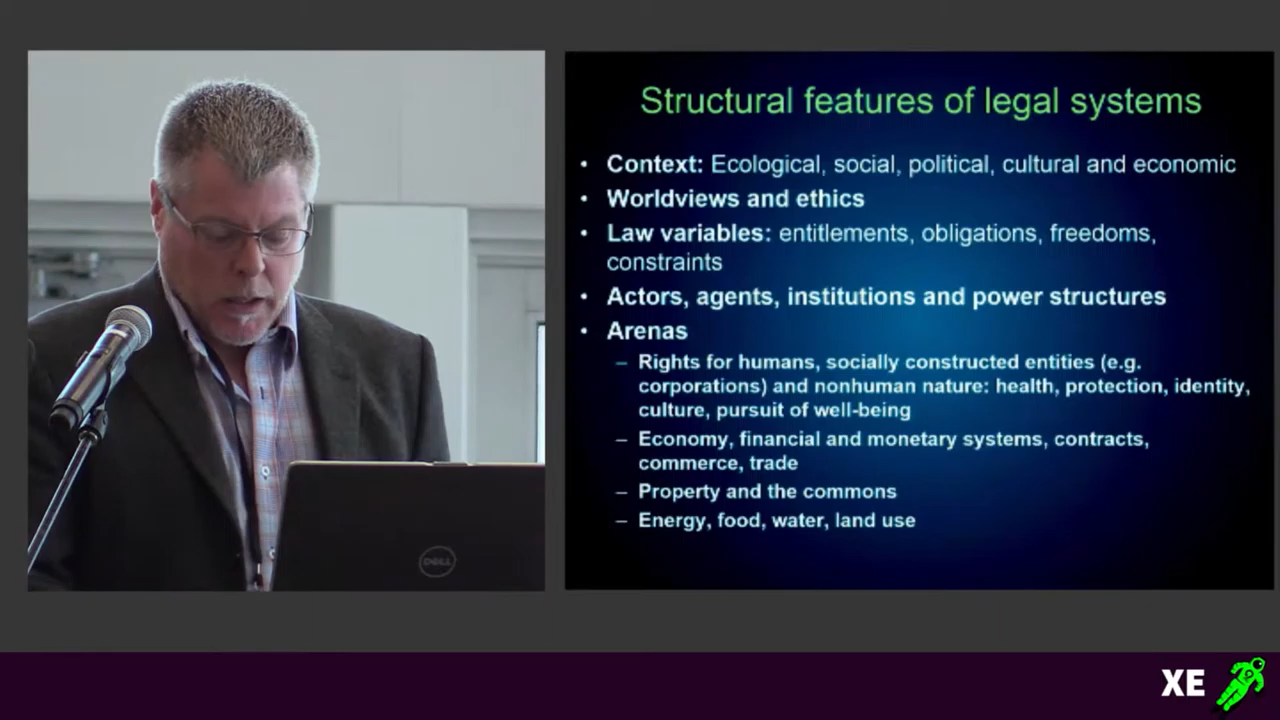 Structural features of legal systems
• Context: Ecological, social, political, cultural and economic
• Worldviews and ethics
• Law variables: entitlements, obligations, freedoms,
constraints
• Actors, agents, institutions and power structures
• Arenas
– Rights for humans, socially constructed entities (e.g.
corporations) and nonhuman nature: health, protection, identity,
culture, pursuit of well-being
– Economy, financial and monetary systems, contracts,
commerce, trade
– Property and the commons
– Energy, food, water, land use
DELL
XE